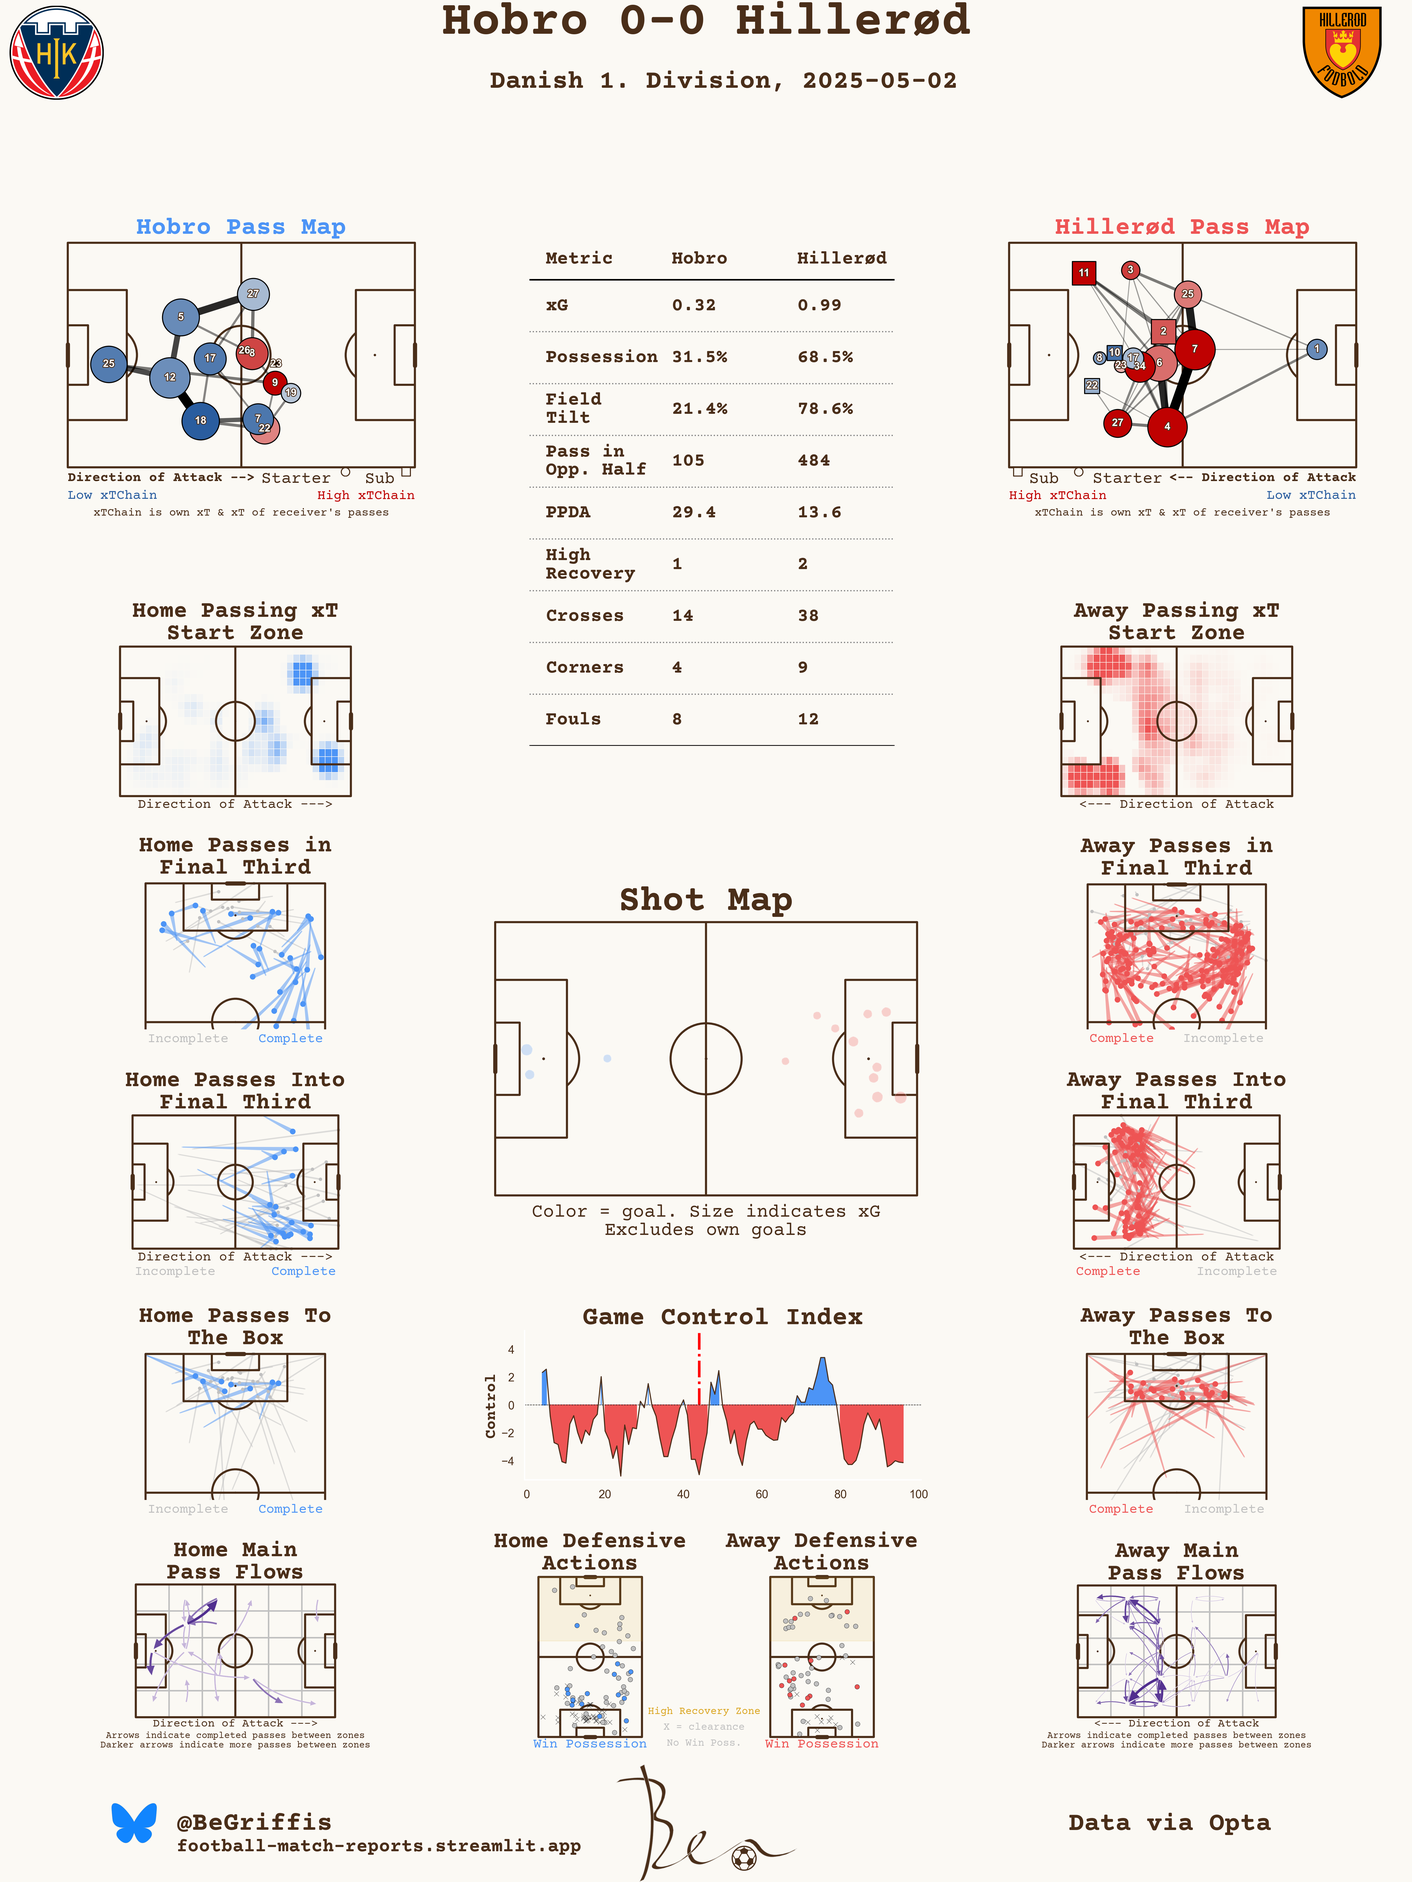 Hobro 0-0 Hillerød
Danish 1. Division, 2025-05-02
HIK
HILLERØD
FODBOLD
Hobro Pass Map
27
5
17
26
8
23
25
12
9
19
18
7
22
Direction of Attack --> Starter Sub
Low xTChain High xTChain
xTChain is own xT & xT of receiver's passes
Metric Hobro Hillerød
xG 0.32 0.99
Possession 31.5% 68.5%
Field
Tilt 21.4% 78.6%
Pass in
Opp. Half 105 484
PPDA 29.4 13.6
High
Recovery 1 2
Crosses 14 38
Corners 4 9
Fouls 8 12
Hillerød Pass Map
11
3
25
2
8
10
17
7
1
23
34
6
22
27
4
Sub Starter <-- Direction of Attack
High xTChain Low xTChain
xTChain is own xT & xT of receiver's passes
Home Passing xT
Start Zone
Direction of Attack --->
Away Passing xT
Start Zone
<--- Direction of Attack
Home Passes in
Final Third
Incomplete Complete
Away Passes in
Final Third
Complete Incomplete
Shot Map
Color = goal. Size indicates xG
Excludes own goals
Home Passes Into
Final Third
Direction of Attack --->
Incomplete Complete
Away Passes Into
Final Third
<--- Direction of Attack
Complete Incomplete
Home Passes To
The Box
Incomplete Complete
Game Control Index
Control
4
2
0
−2
−4
0 20 40 60 80 100
Away Passes To
The Box
Complete Incomplete
Home Main
Pass Flows
Direction of Attack --->
Arrows indicate completed passes between zones
Darker arrows indicate more passes between zones
Home Defensive
Actions
Win Possession
Away Defensive
Actions
Win Possession
High Recovery Zone
X = clearance
No Win Poss.
Away Main
Pass Flows
<--- Direction of Attack
Arrows indicate completed passes between zones
Darker arrows indicate more passes between zones
@BeGriffis
football-match-reports.streamlit.app
Ben
Data via Opta